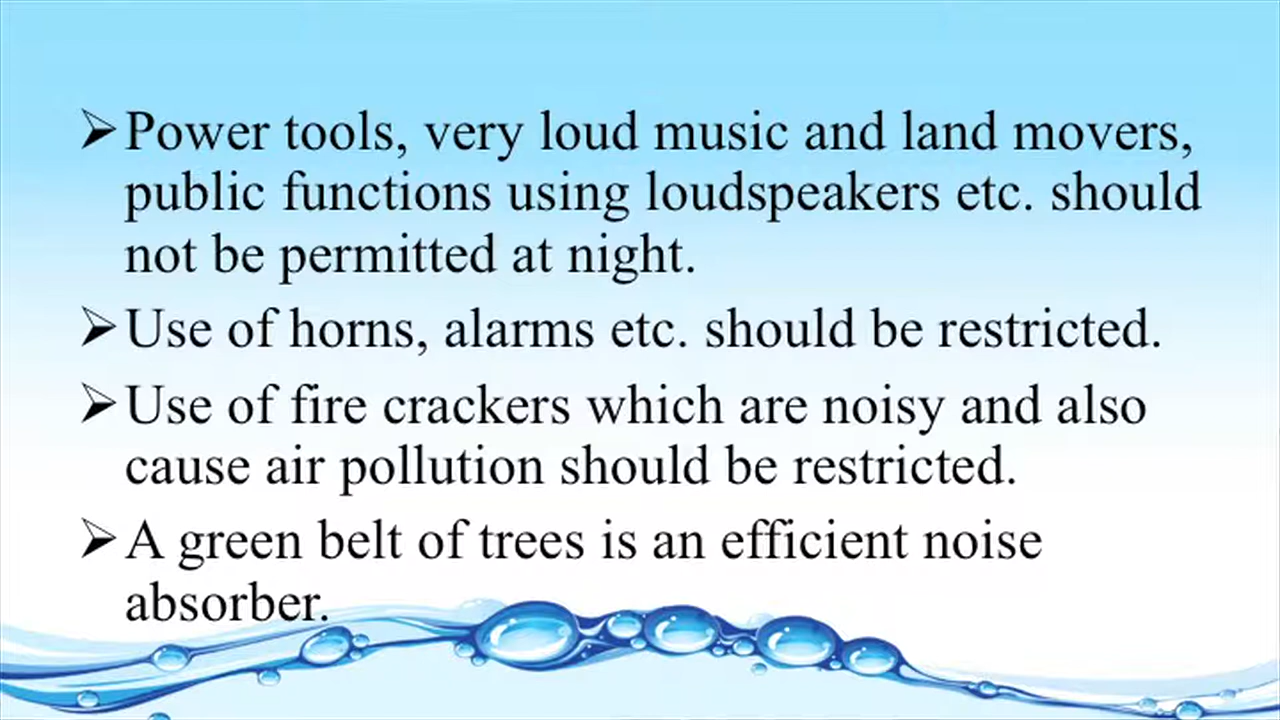 ➢Power tools, very loud music and land movers,
public functions using loudspeakers etc. should
not be permitted at night.
➢Use of horns, alarms etc. should be restricted.
➢Use of fire crackers which are noisy and also
cause air pollution should be restricted.
➢A green belt of trees is an efficient noise
absorber.